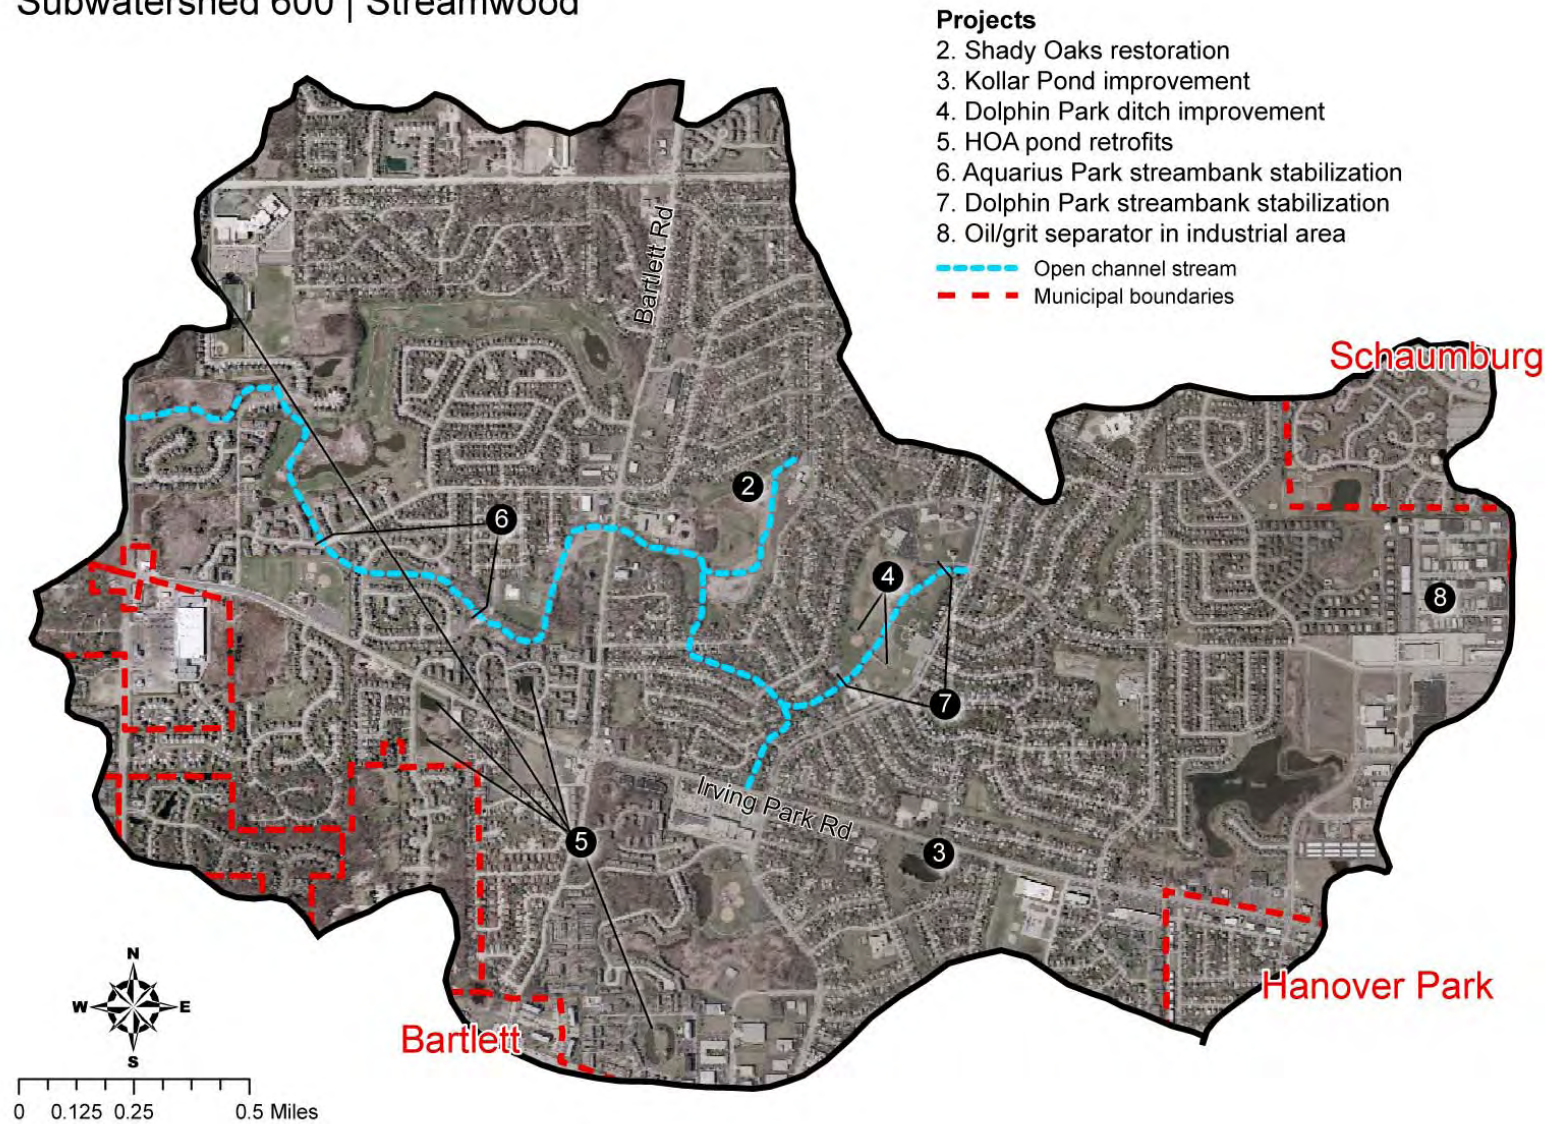 Subwatershed 600 | Streamwood
Projects
2. Shady Oaks restoration
3. Kollar Pond improvement
4. Dolphin Park ditch improvement
5. HOA pond retrofits
6. Aquarius Park streambank stabilization
7. Dolphin Park streambank stabilization
8. Oil/grit separator in industrial area
Open channel stream
Municipal boundaries
Bartlett Rd
Schaumburg
2
6
4
8
7
Irving Park Rd
5
3
Hanover Park
Bartlett
N
W E
S
0 0.125 0.25 0.5 Miles